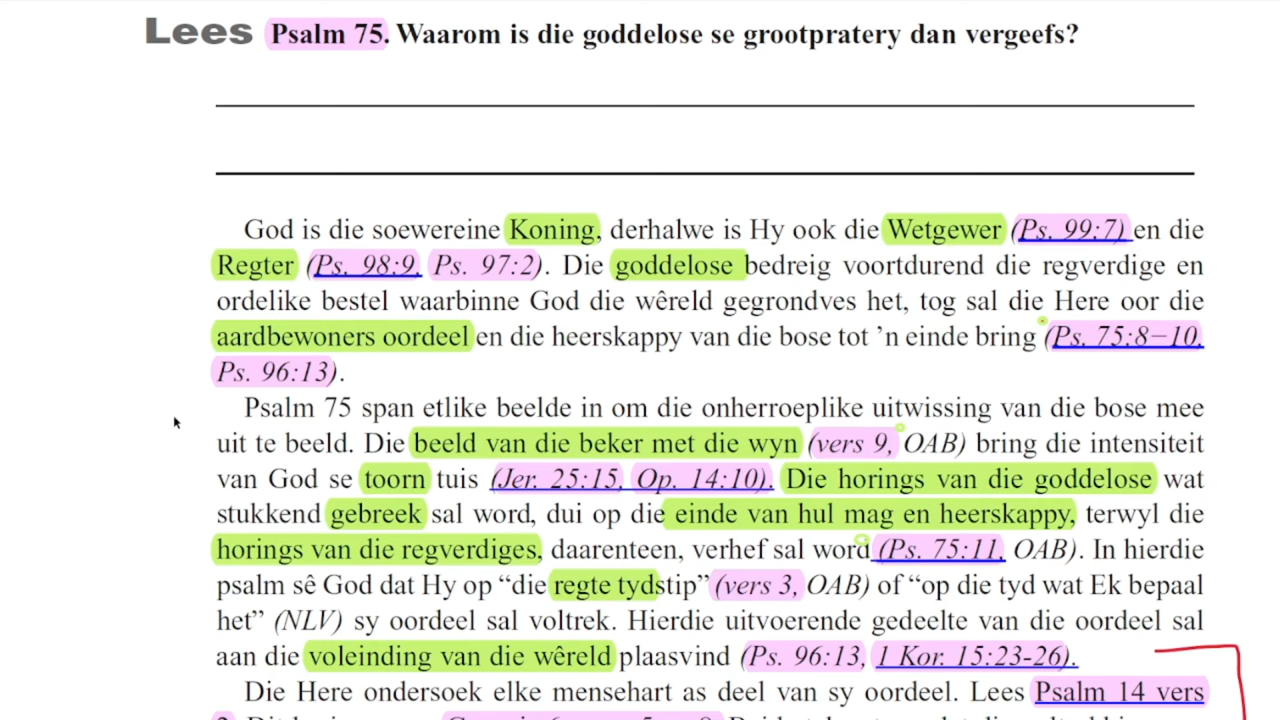 Lees Psalm 75. Waarom is die goddelose se grootpratery dan vergeefs?
God is die soewereine Koning, derhalwe is Hy ook die Wetgewer (Ps. 99:7) en die
Regter (Ps. 98:9, Ps. 97:2). Die goddelose bedreig voortdurend die regverdige en
ordelike bestel waarbinne God die wêreld gegrondves het, tog sal die Here oor die
aardbewoners oordeel en die heerskappy van die bose tot ’n einde bring (Ps. 75:8–10,
Ps. 96:13).
Psalm 75 span etlike beelde in om die onherroeplike uitwissing van die bose mee
uit te beeld. Die beeld van die beker met die wyn (vers 9, OAB) bring die intensiteit
van God se toorn tuis (Jer. 25:15, Op. 14:10). Die horings van die goddelose wat
stukkend gebreek sal word, dui op die einde van hul mag en heerskappy, terwyl die
horings van die regverdiges, daarenteen, verhef sal word (Ps. 75:11, OAB). In hierdie
psalm sê God dat Hy op “die regte tydstip” (vers 3, OAB) of “op die tyd wat Ek bepaal
het” (NLV) sy oordeel sal voltrek. Hierdie uitvoerende gedeelte van die oordeel sal
aan die voleinding van die wêreld plaasvind (Ps. 96:13, 1 Kor. 15:23-26).
Die Here ondersoek elke mensehart as deel van sy oordeel. Lees Psalm 14 vers